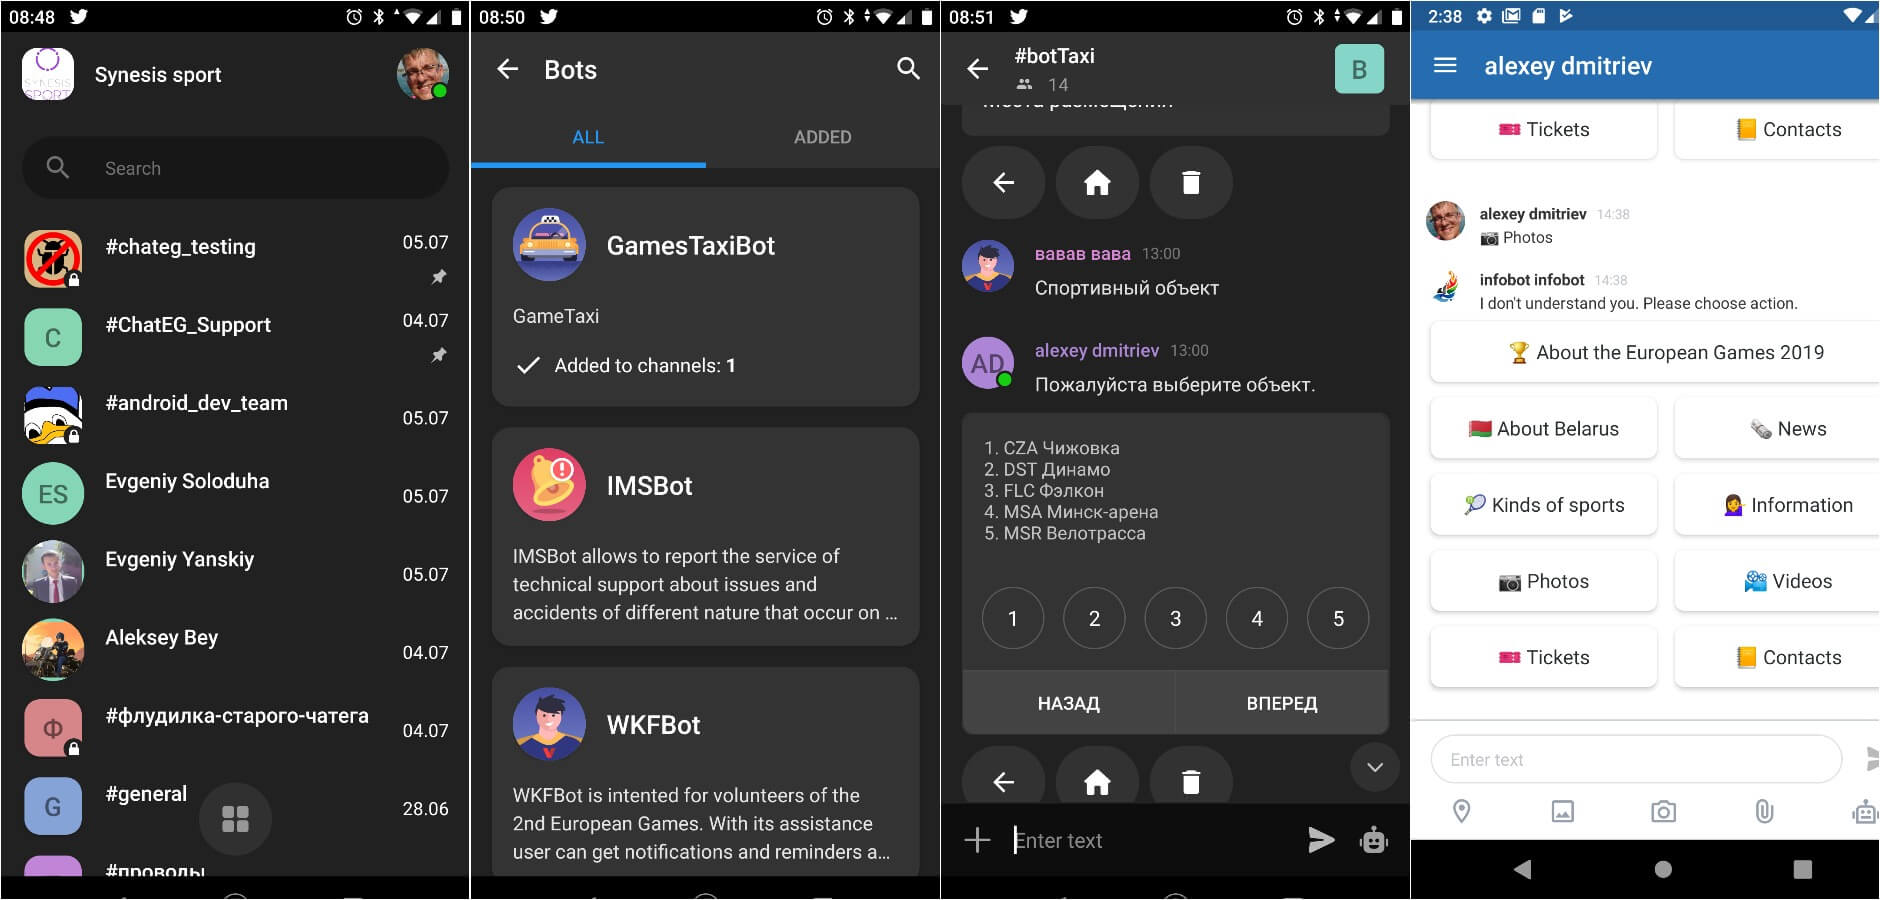 08:48
SYNESIS
SPORT
Synesis sport
Search
#chateg_testing
05.07
C
#ChatEG_Support
04.07
#android_dev_team
05.07
ES
Evgeniy Soloduha
05.07
Evgeniy Yanskiy
05.07
Aleksey Bey
04.07
Ф
#флудилка-старого-чатега
04.07
G
#general
28.06
#проводы
08:50
Bots
ALL
ADDED
GamesTaxiBot
GameTaxi
Added to channels: 1
IMSBot
IMSBot allows to report the service of
technical support about issues and
accidents of different nature that occur on ...
WKFBot
WKFBot is intented for volunteers of the
2nd European Games. With its assistance
user can get notifications and reminders a...
08:51
#botTaxi
14
B
Места размещения
вавав вава 13:00
Спортивный объект
AD
alexey dmitriev 13:00
Пожалуйста выберите объект.
1. CZA Чижовка
2. DST Динамо
3. FLC Фэлкон
4. MSA Минск-арена
5. MSR Велотрасса
1 2 3 4 5
НАЗАД ВПЕРЕД
Enter text
2:38
alexey dmitriev
Tickets Contacts
alexey dmitriev 14:38
Photos
infobot infobot 14:38
I don't understand you. Please choose action.
About the European Games 2019
About Belarus News
Kinds of sports Information
Photos Videos
Tickets Contacts
Enter text